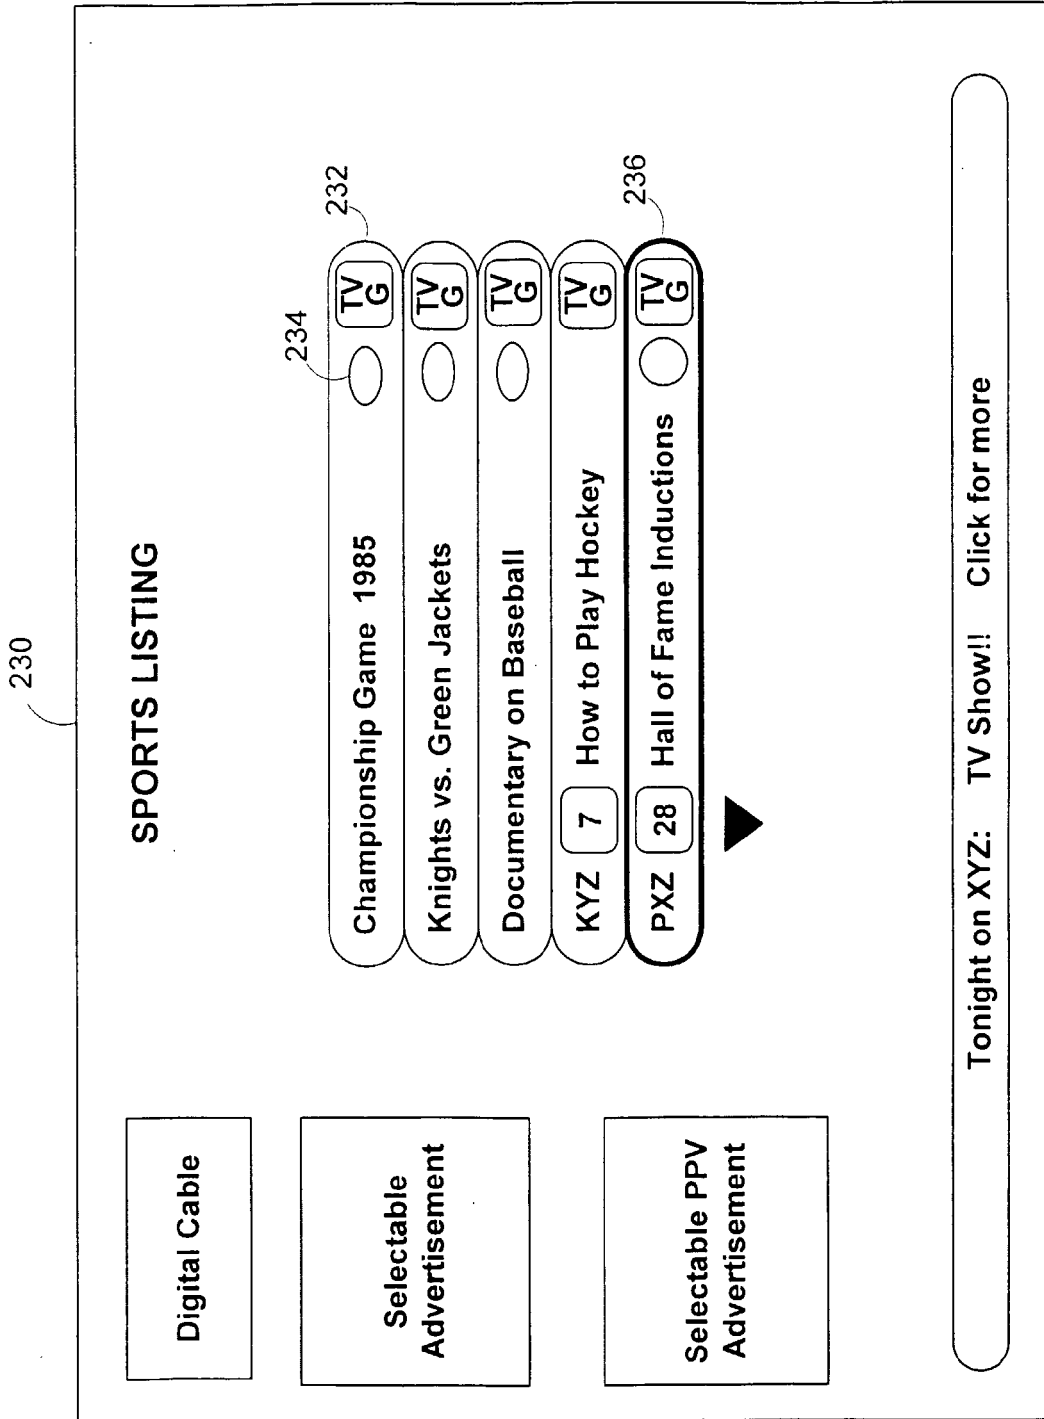 230
SPORTS LISTING
Digital Cable
Selectable
Advertisement
Selectable PPV
Advertisement
234
232
Championship Game 1985 TV G
Knights vs. Green Jackets TV G
Documentary on Baseball TV G
KYZ 7 How to Play Hockey TV G
PXZ 28 Hall of Fame Inductions TV G
236
Tonight on XYZ: TV Show!! Click for more